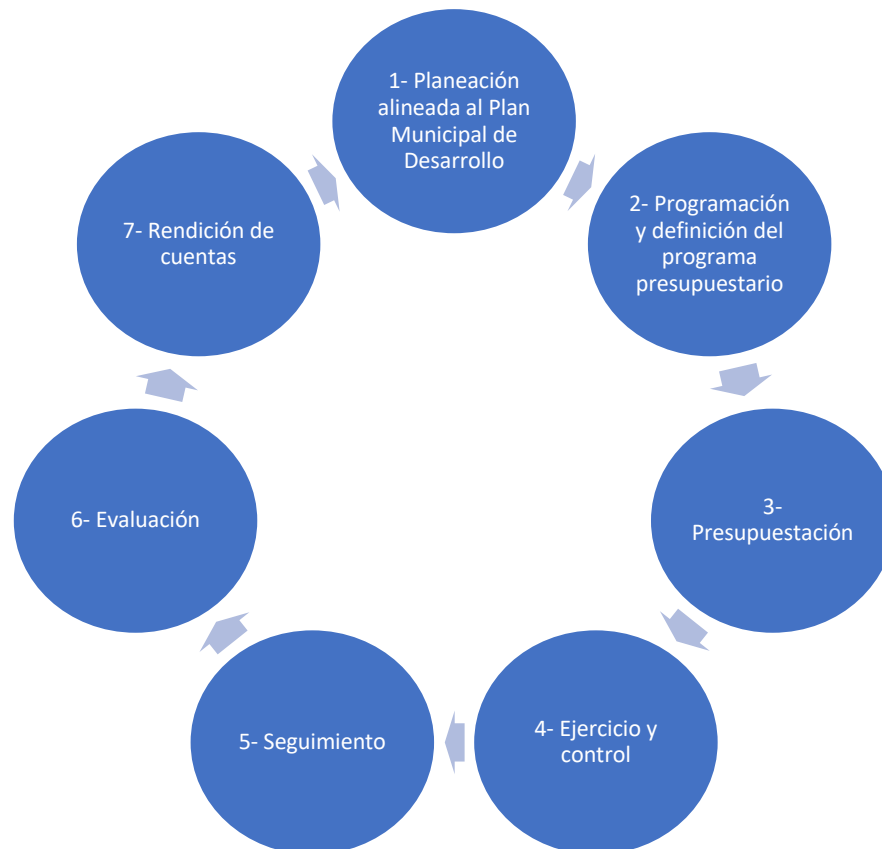 1- Planeación
alineada al Plan
Municipal de
Desarrollo
2- Programación
y definición del
programa
presupuestario
3-
Presupuestación
4- Ejercicio y
control
5- Seguimiento
6- Evaluación
7- Rendición de
cuentas